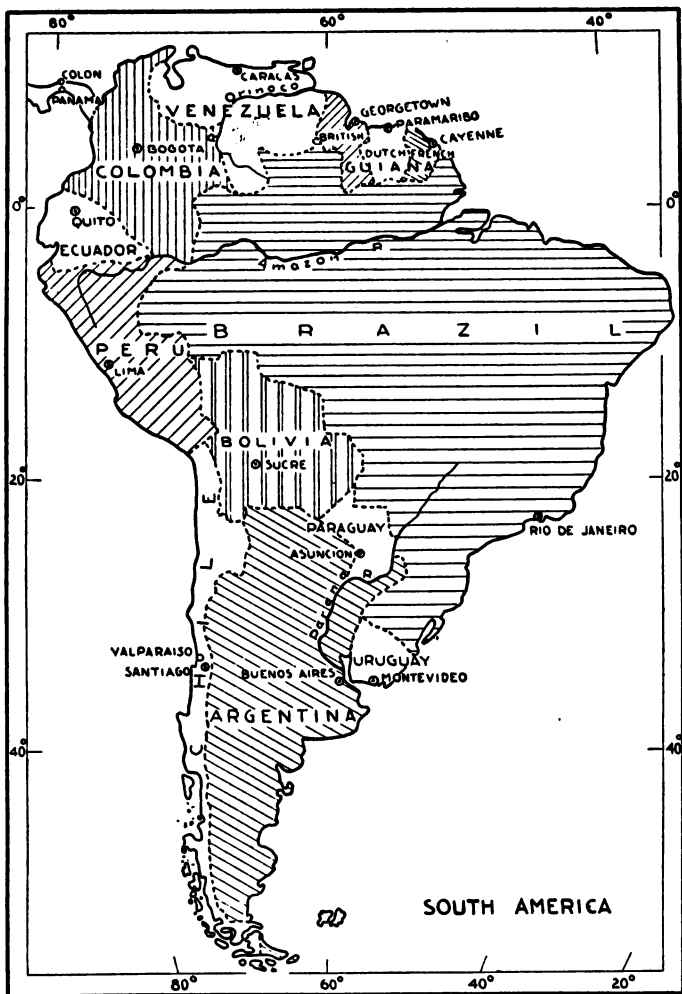 80°
60°
40°
COLON
PANAMA
CARACAS
Orinoco
VENEZUELA
GEORGETOWN
PARAMARIBO
BRITISH
CAYENNE
DUTCH
FRENCH
GUIANA
BOGOTA
COLOMBIA
0°
0°
QUITO
ECUADOR
Amazon R
BRAZIL
PERU
LIMA
BOLIVIA
SUCRE
20°
20°
PARAGUAY
ASUNCION
RIO DE JANEIRO
Parana R
CHILE
VALPARAISO
SANTIAGO
BUENOS AIRES
URUGUAY
MONTEVIDEO
ARGENTINA
40°
40°
SOUTH AMERICA
80°
60°
40°
20°